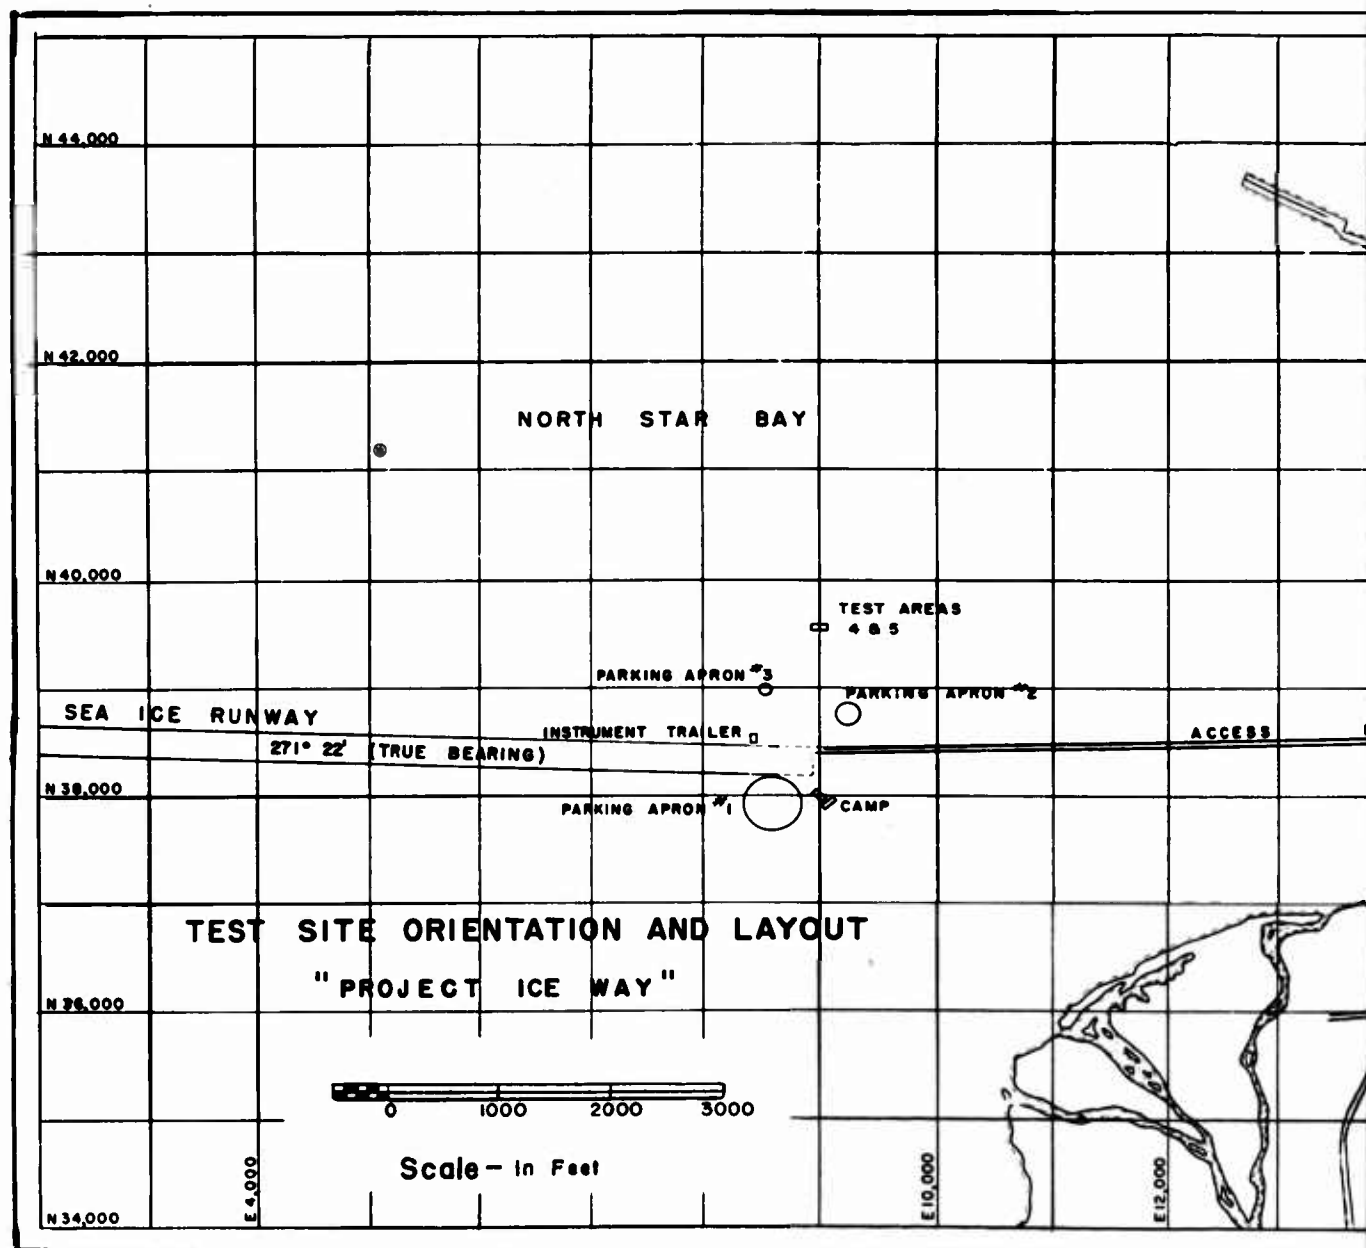 N 44,000
N 42,000
NORTH STAR BAY
N 40,000
TEST AREAS
4 & 5
PARKING APRON #3
PARKING APRON #2
SEA ICE RUNWAY
INSTRUMENT TRAILER
ACCESS
271° 22' (TRUE BEARING)
N 38,000
PARKING APRON #1
CAMP
TEST SITE ORIENTATION AND LAYOUT
"PROJECT ICE WAY"
N 36,000
0 1000 2000 3000
Scale - In Feet
E 4,000
E 10,000
E 12,000
N 34,000